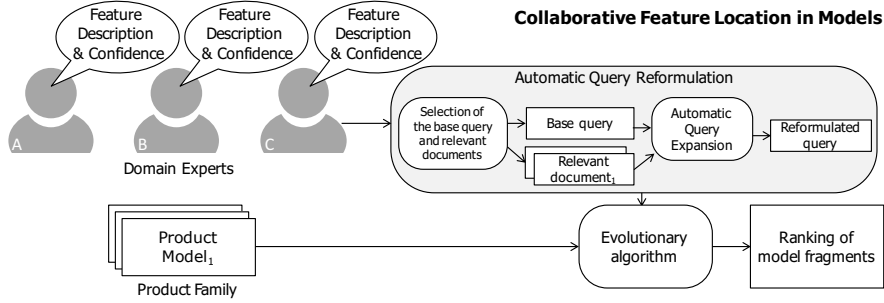 Collaborative Feature Location in Models
Feature
Description
& Confidence
Feature
Description
& Confidence
Feature
Description
& Confidence
A
B
C
Domain Experts
Automatic Query Reformulation
Selection of
the base query
and relevant
documents
Base query
Relevant
document1
Automatic
Query
Expansion
Reformulated
query
Product
Model1
Product Family
Evolutionary
algorithm
Ranking of
model fragments